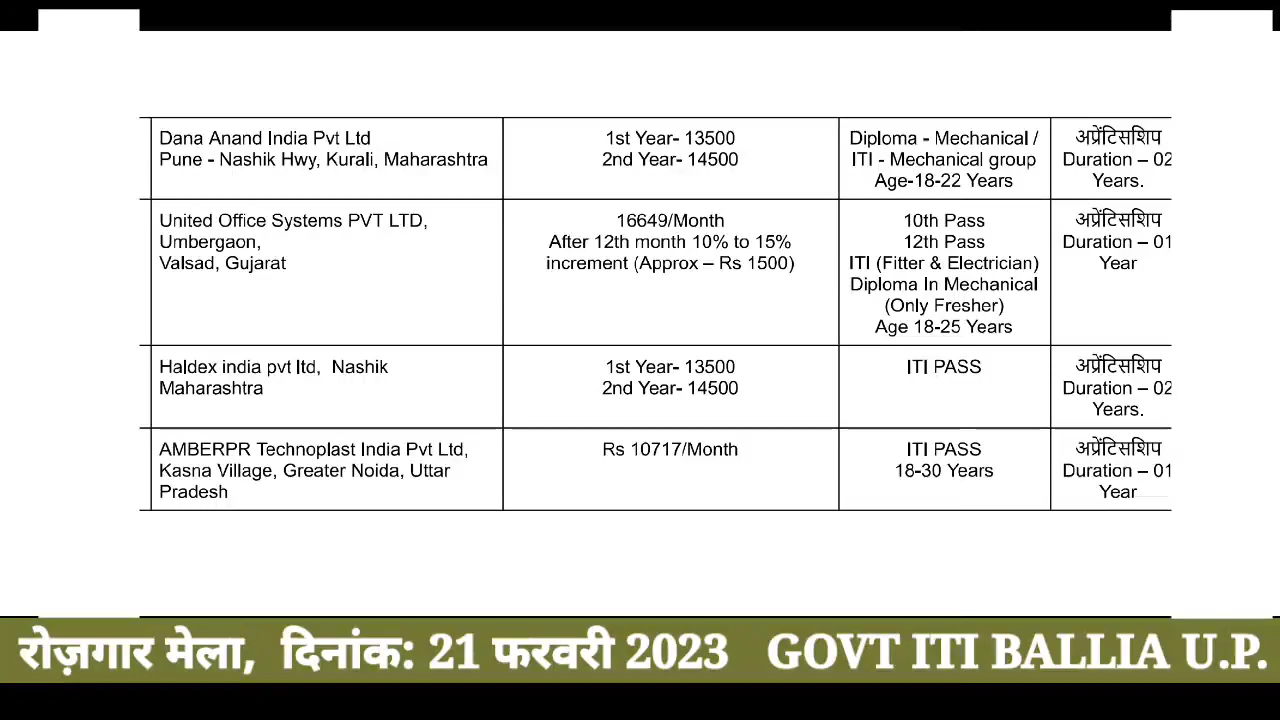 Dana Anand India Pvt Ltd
Pune - Nashik Hwy, Kurali, Maharashtra
1st Year- 13500
2nd Year- 14500
Diploma - Mechanical /
ITI - Mechanical group
Age-18-22 Years
अप्रेंटिसशिप
Duration – 02
Years.
United Office Systems PVT LTD,
Umbergaon,
Valsad, Gujarat
16649/Month
After 12th month 10% to 15%
increment (Approx – Rs 1500)
10th Pass
12th Pass
ITI (Fitter & Electrician)
Diploma In Mechanical
(Only Fresher)
Age 18-25 Years
अप्रेंटिसशिप
Duration – 01
Year
Haldex india pvt ltd, Nashik
Maharashtra
1st Year- 13500
2nd Year- 14500
ITI PASS
अप्रेंटिसशिप
Duration – 02
Years.
AMBERPR Technoplast India Pvt Ltd,
Kasna Village, Greater Noida, Uttar
Pradesh
Rs 10717/Month
ITI PASS
18-30 Years
अप्रेंटिसशिप
Duration – 01
Year
रोज़गार मेला, दिनांक: 21 फरवरी 2023 GOVT ITI BALLIA U.P.